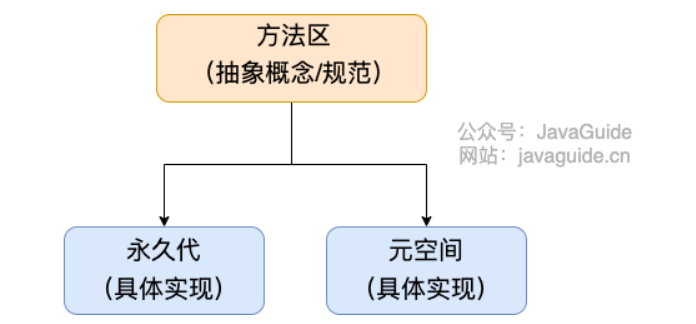 方法区
（抽象概念/规范）
公众号：JavaGuide
网站：javaguide.cn
永久代
（具体实现）
元空间
（具体实现）